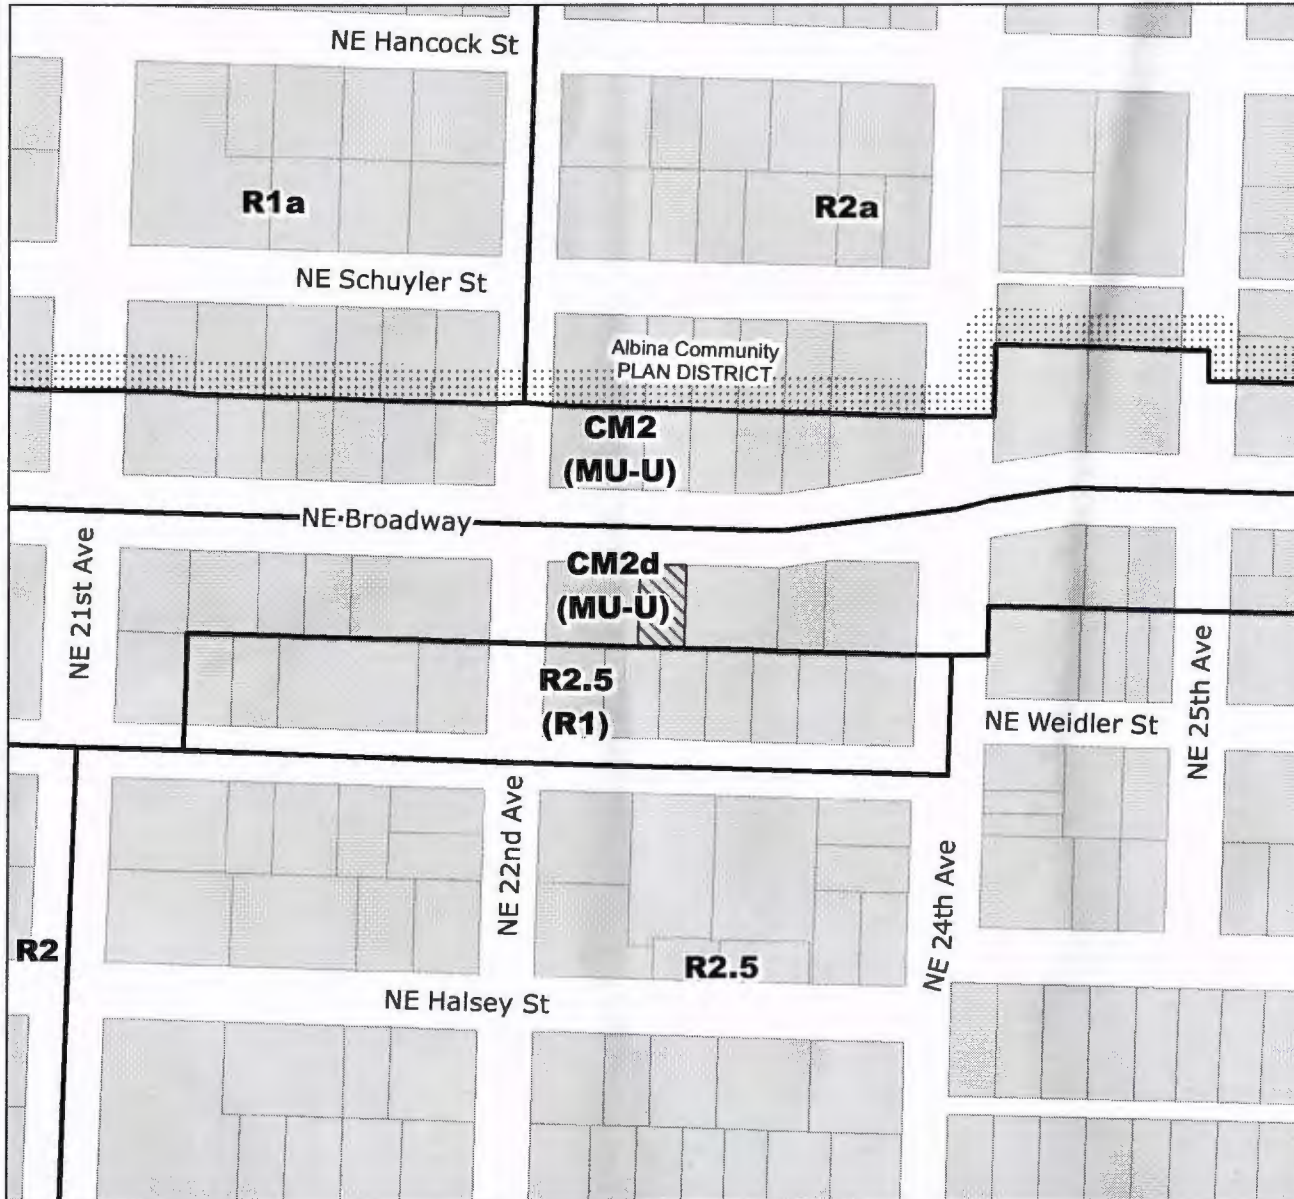 NE Hancock St
R1a
R2a
NE Schuyler St
Albina Community
PLAN DISTRICT
CM2
(MU-U)
NE Broadway
NE 21st Ave
CM2d
(MU-U)
R2.5
(R1)
NE Weidler St
NE 25th Ave
NE 22nd Ave
NE 24th Ave
R2
R2.5
NE Halsey St